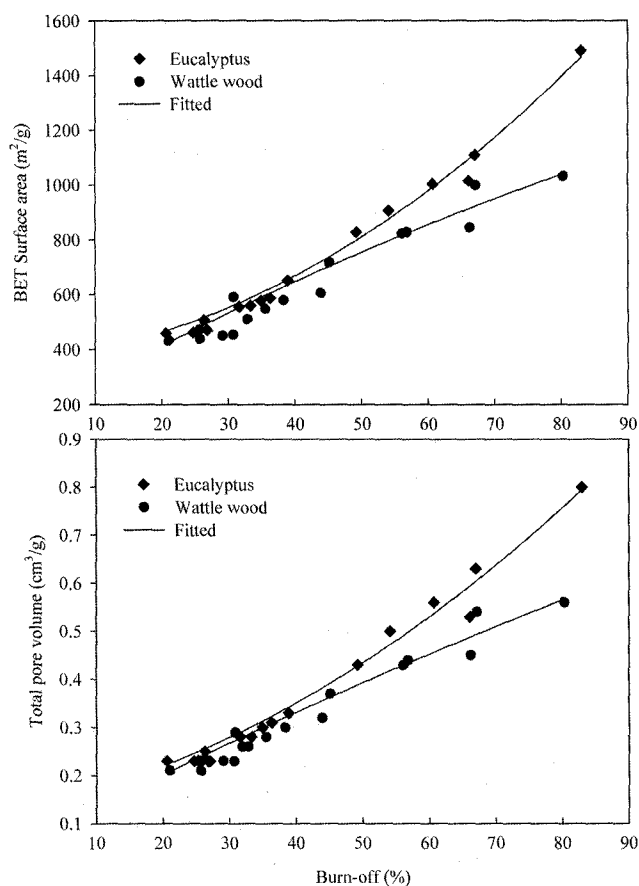 1600
1400
1200
1000
800
600
400
200
BET Surface area (m²/g)
Eucalyptus
Wattle wood
Fitted
10 20 30 40 50 60 70 80 90
0.9
0.8
0.7
0.6
0.5
0.4
0.3
0.2
0.1
Total pore volume (cm³/g)
Eucalyptus
Wattle wood
Fitted
10 20 30 40 50 60 70 80 90
Burn-off (%)